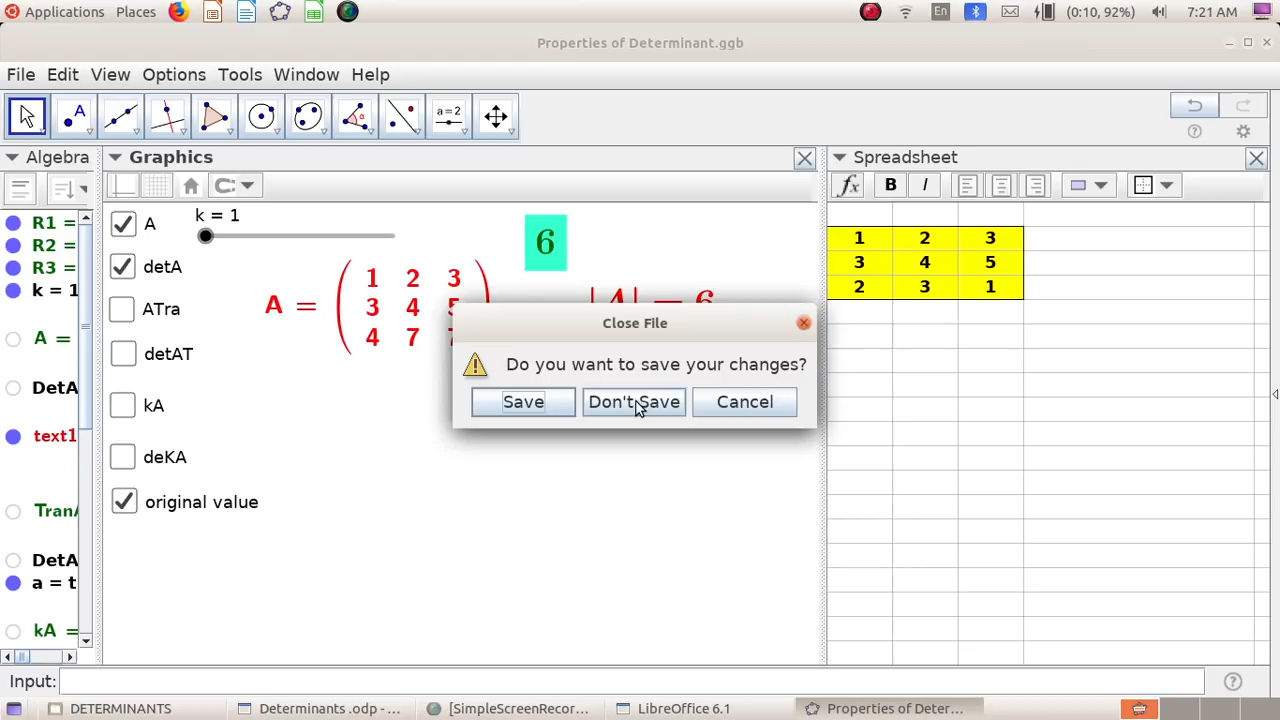 Applications Places En (0:10, 92%) 7:21 AM
Properties of Determinant.ggb
File Edit View Options Tools Window Help
A a=2
Algebra Graphics Spreadsheet
fx B I
R1 =
R2 =
R3 =
k = 1
A =
DetA
text1
TranA
DetA
a = t
kA =
A
k = 1
detA
ATra
detAT
kA
deKA
original value
6
A = ( 1 2 3
3 4 5
4 7
|A| = 6
Close File
Do you want to save your changes?
Save Don't Save Cancel
1 2 3
3 4 5
2 3 1
Input:
DETERMINANTS Determinants .odp - ... [SimpleScreenRecor... LibreOffice 6.1 Properties of Deter...